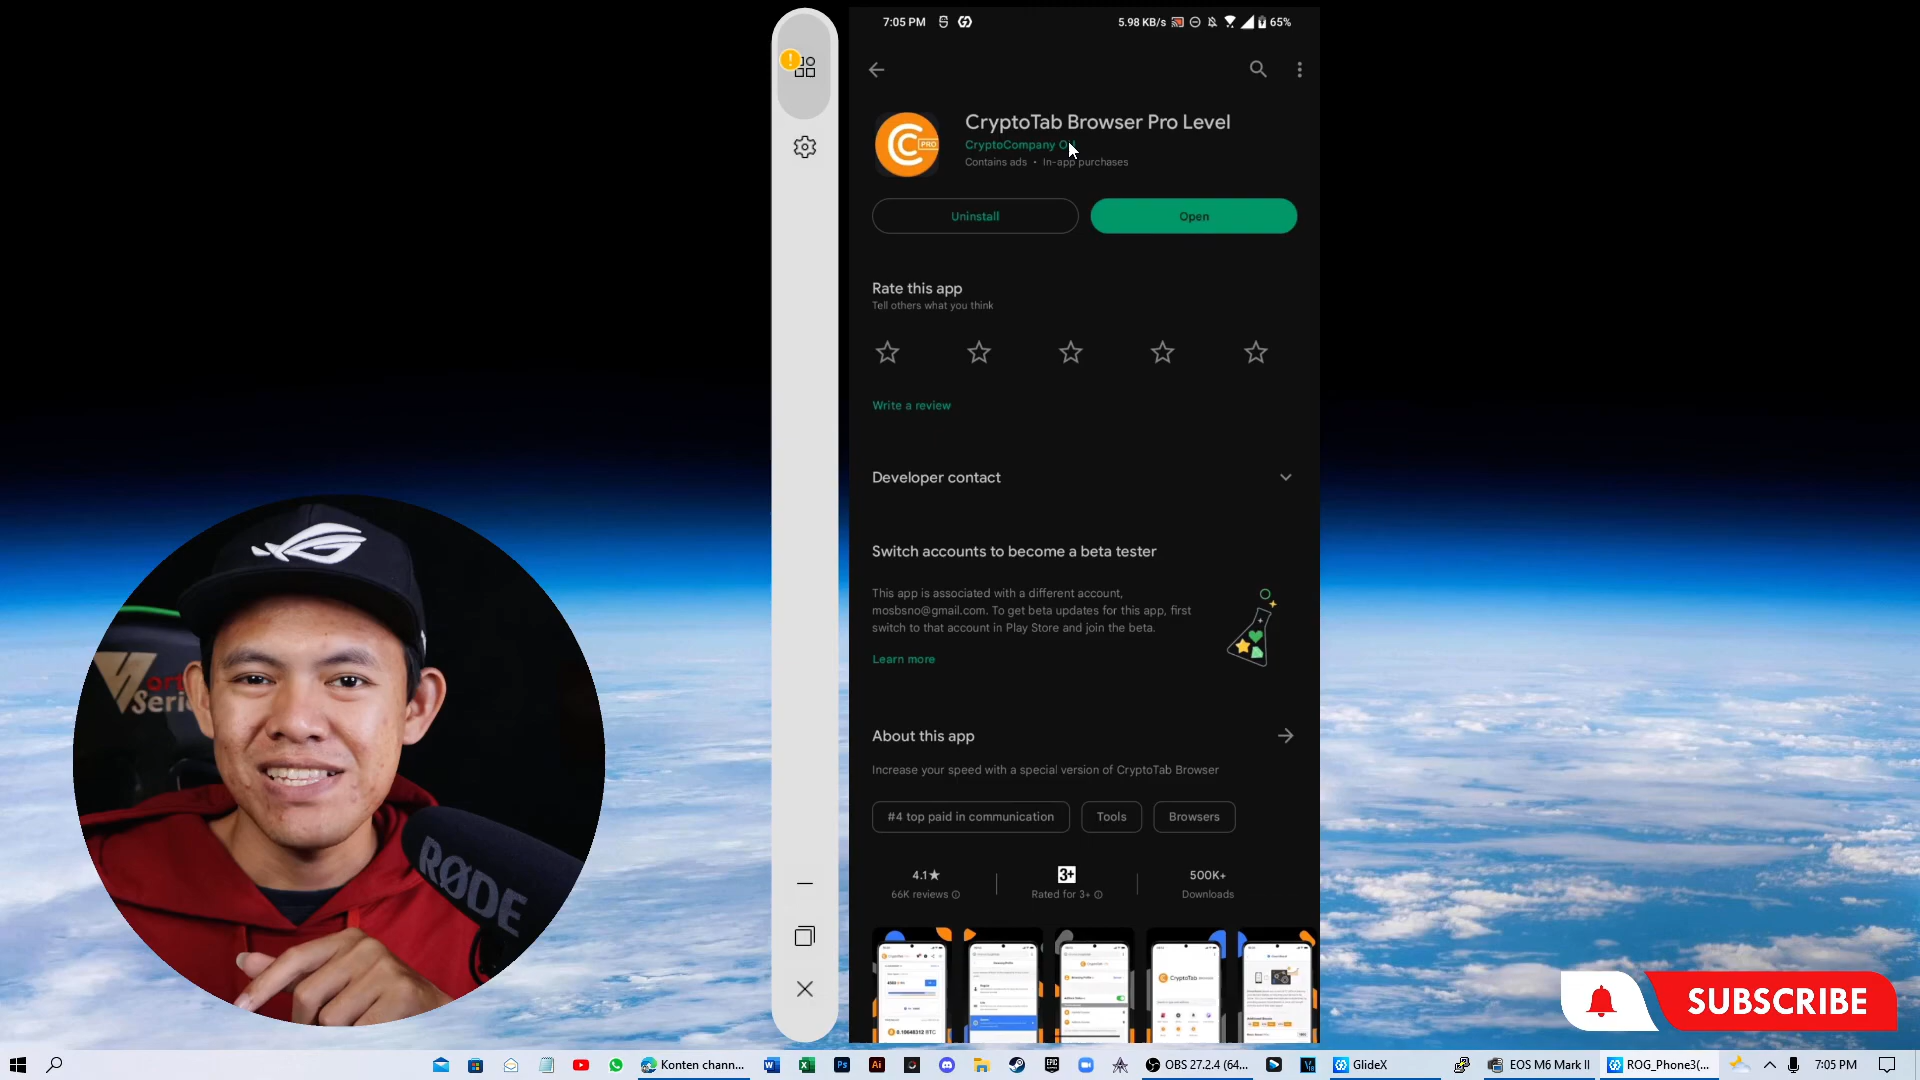 7:05 PM
5.98 KB/s
65%
CryptoTab Browser Pro Level
PRO
CryptoCompany
Contains ads • In-app purchases
Uninstall
Open
Rate this app
Tell others what you think
Write a review
Developer contact
Switch accounts to become a beta tester
This app is associated with a different account,
mosbsno@gmail.com. To get beta updates for this app, first
switch to that account in Play Store and join the beta.
Learn more
About this app
Increase your speed with a special version of CryptoTab Browser
#4 top paid in communication
Tools
Browsers
4.1★
66K reviews
3+
Rated for 3+
500K+
Downloads
0.10648312 BTC
CryptoTab
RØDE
SUBSCRIBE
Konten chann...
OBS 27.2.4 (64...
GlideX
EOS M6 Mark II
ROG_Phone3(...
7:05 PM